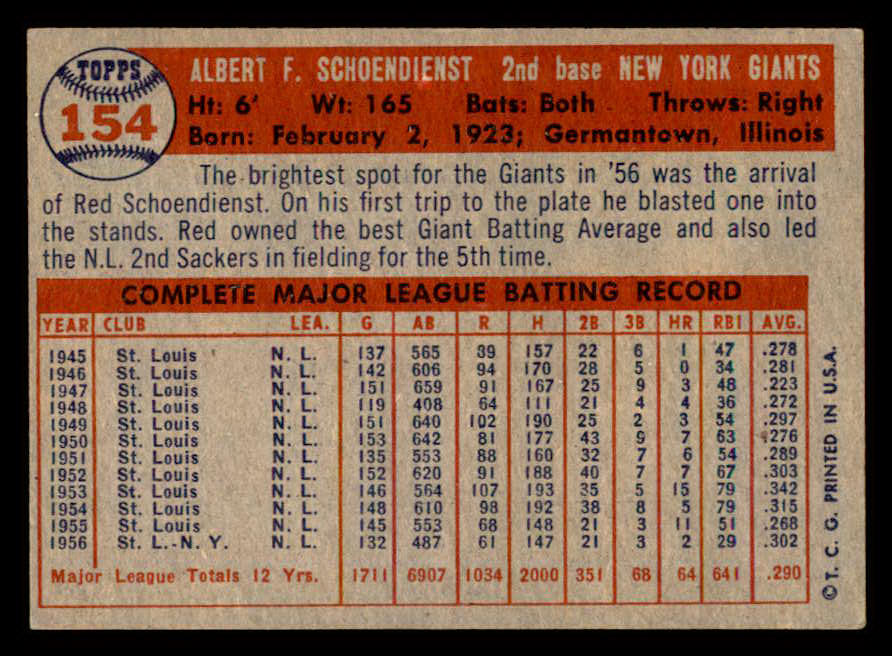 TOPPS
154
ALBERT F. SCHOENDIENST 2nd base NEW YORK GIANTS
Ht: 6' Wt: 165 Bats: Both Throws: Right
Born: February 2, 1923; Germantown, Illinois
The brightest spot for the Giants in '56 was the arrival
of Red Schoendienst. On his first trip to the plate he blasted one into
the stands. Red owned the best Giant Batting Average and also led
the N.L. 2nd Sackers in fielding for the 5th time.
COMPLETE MAJOR LEAGUE BATTING RECORD
YEAR CLUB LEA. G AB R H 2B 3B HR RBI AVG.
1945 St. Louis N. L. 137 565 39 157 22 6 1 47 .278
1946 St. Louis N. L. 142 606 94 170 28 5 0 34 .281
1947 St. Louis N. L. 151 659 91 167 25 9 3 48 .223
1948 St. Louis N. L. 119 408 64 111 21 4 4 36 .272
1949 St. Louis N. L. 151 640 102 190 25 2 3 54 .297
1950 St. Louis N. L. 153 642 81 177 43 9 7 63 .276
1951 St. Louis N. L. 135 553 88 160 32 7 6 54 .289
1952 St. Louis N. L. 152 620 91 188 40 7 7 67 .303
1953 St. Louis N. L. 146 564 107 193 35 5 15 79 .342
1954 St. Louis N. L. 148 610 98 192 38 8 5 79 .315
1955 St. Louis N. L. 145 553 68 148 21 3 11 51 .268
1956 St. L.-N. Y. N. L. 132 487 61 147 21 3 2 29 .302
Major League Totals 12 Yrs. 1711 6907 1034 2000 351 68 64 641 .290
©T. C. G. PRINTED IN U.S.A.